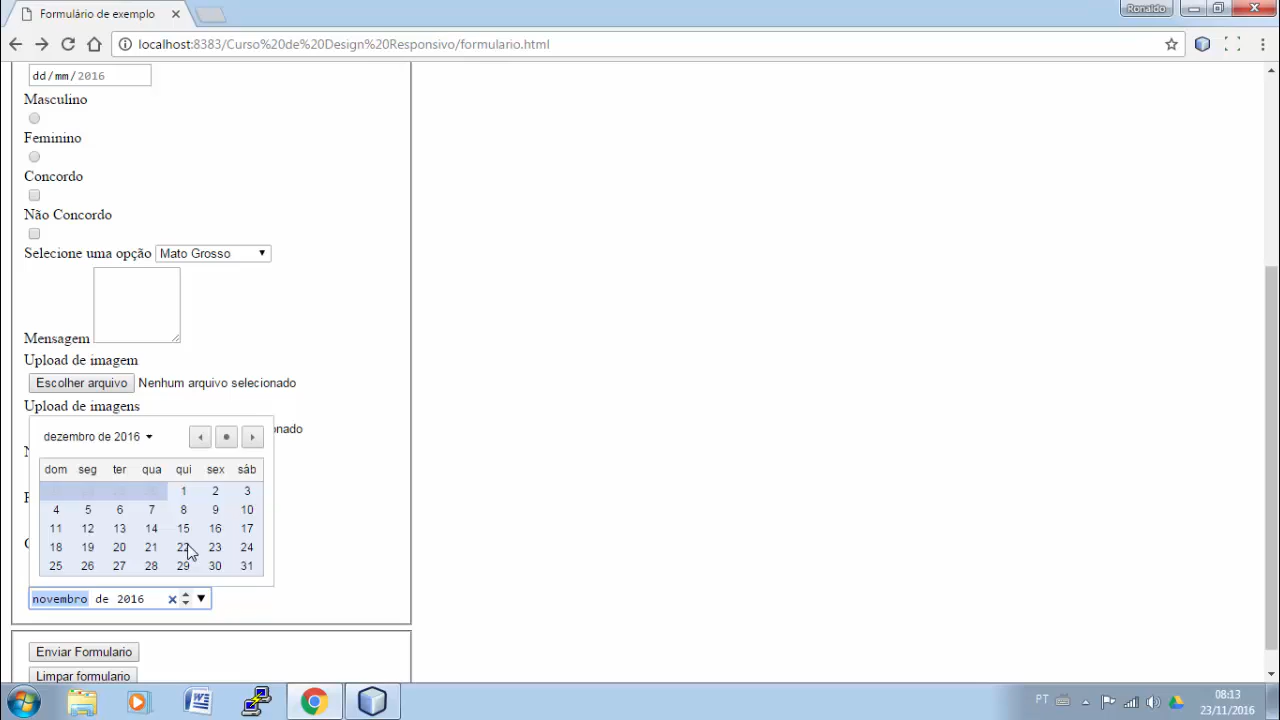 Formulário de exemplo
Ronaldo
localhost:8383/Curso%20de%20Design%20Responsivo/formulario.html
dd/mm/2016
Masculino
Feminino
Concordo
Não Concordo
Selecione uma opção Mato Grosso
Mensagem
Upload de imagem
Escolher arquivo Nenhum arquivo selecionado
Upload de imagens
onado
dezembro de 2016
dom seg ter qua qui sex sáb
1 2 3
4 5 6 7 8 9 10
11 12 13 14 15 16 17
18 19 20 21 22 23 24
25 26 27 28 29 30 31
novembro de 2016
Enviar Formulario
Limpar formulario
PT
08:13
23/11/2016